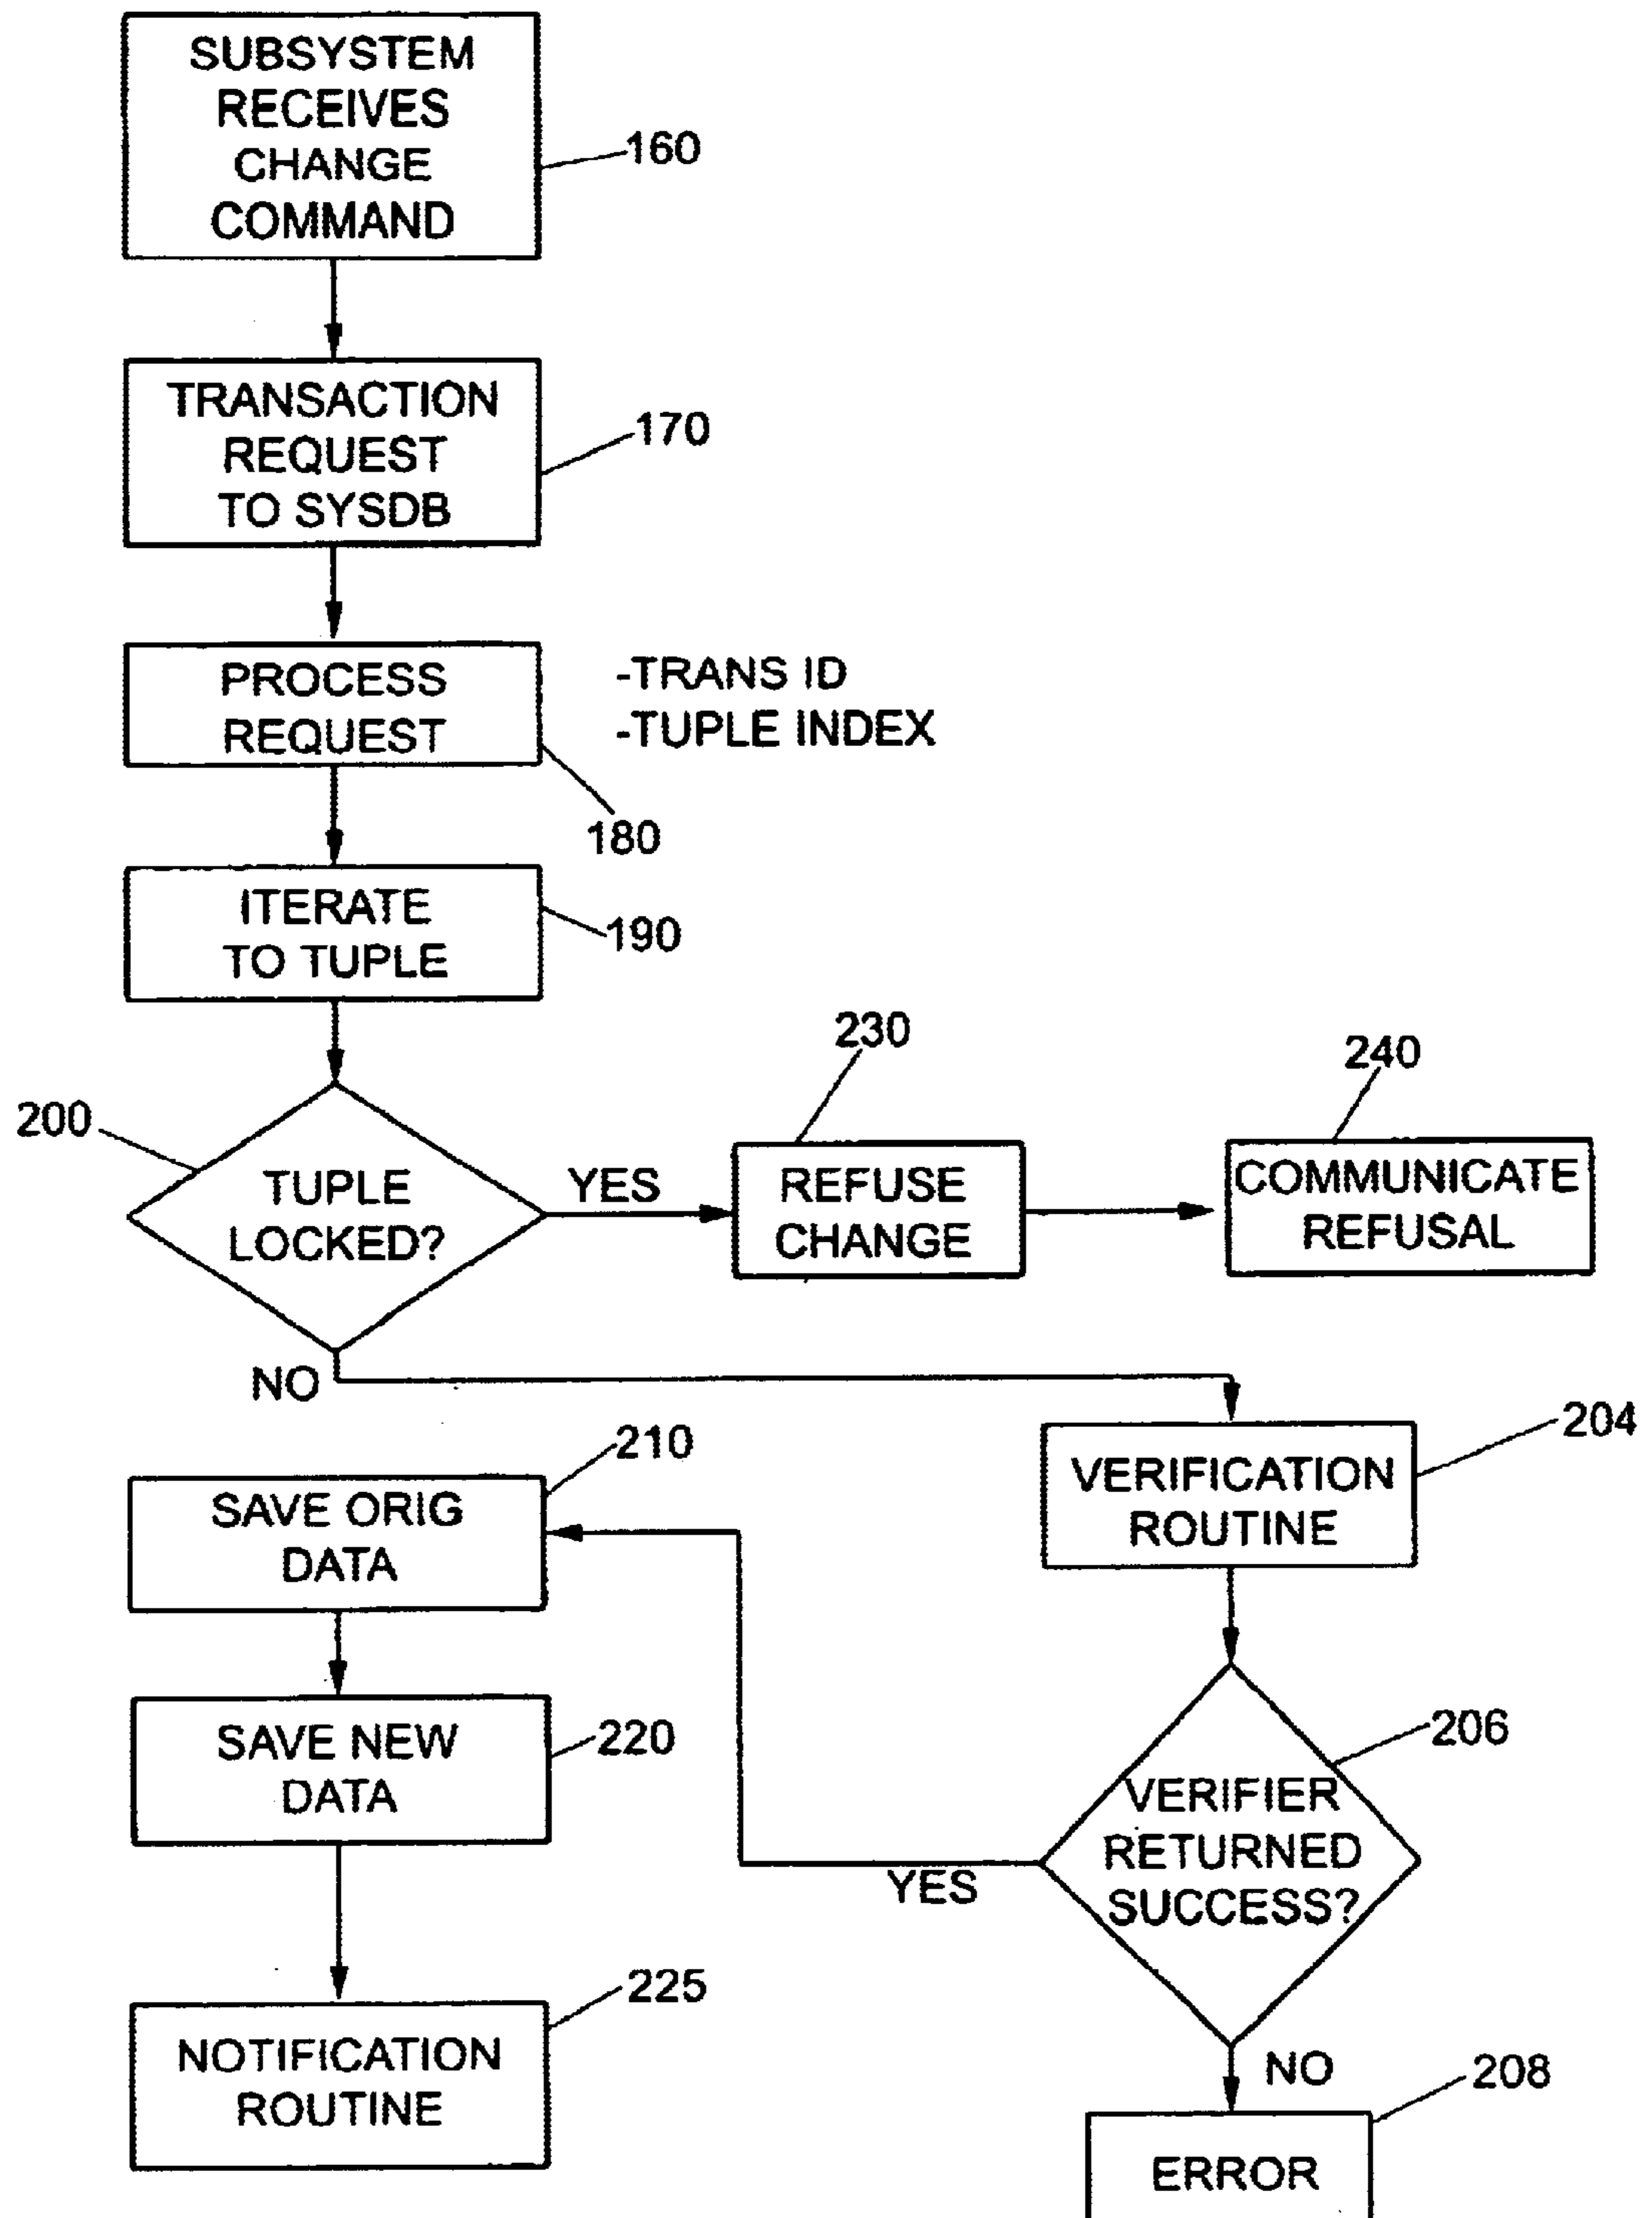 SUBSYSTEM
RECEIVES
CHANGE
COMMAND
160
TRANSACTION
REQUEST
TO SYSDB
170
PROCESS
REQUEST
-TRANS ID
-TUPLE INDEX
180
ITERATE
TO TUPLE
190
200
TUPLE
LOCKED?
YES
230
REFUSE
CHANGE
240
COMMUNICATE
REFUSAL
NO
204
VERIFICATION
ROUTINE
206
VERIFIER
RETURNED
SUCCESS?
YES
210
SAVE ORIG
DATA
220
SAVE NEW
DATA
225
NOTIFICATION
ROUTINE
NO
208
ERROR